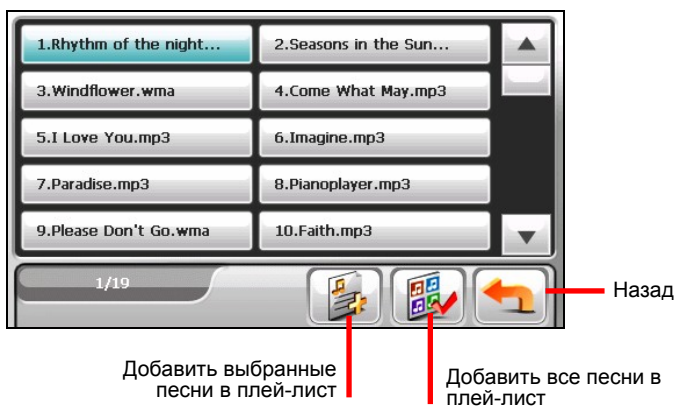 1.Rhythm of the night...
2.Seasons in the Sun...
3.Windflower.wma
4.Come What May.mp3
5.I Love You.mp3
6.Imagine.mp3
7.Paradise.mp3
8.Pianoplayer.mp3
9.Please Don't Go.wma
10.Faith.mp3
1/19
Назад
Добавить выбранные
песни в плей-лист
Добавить все песни в
плей-лист